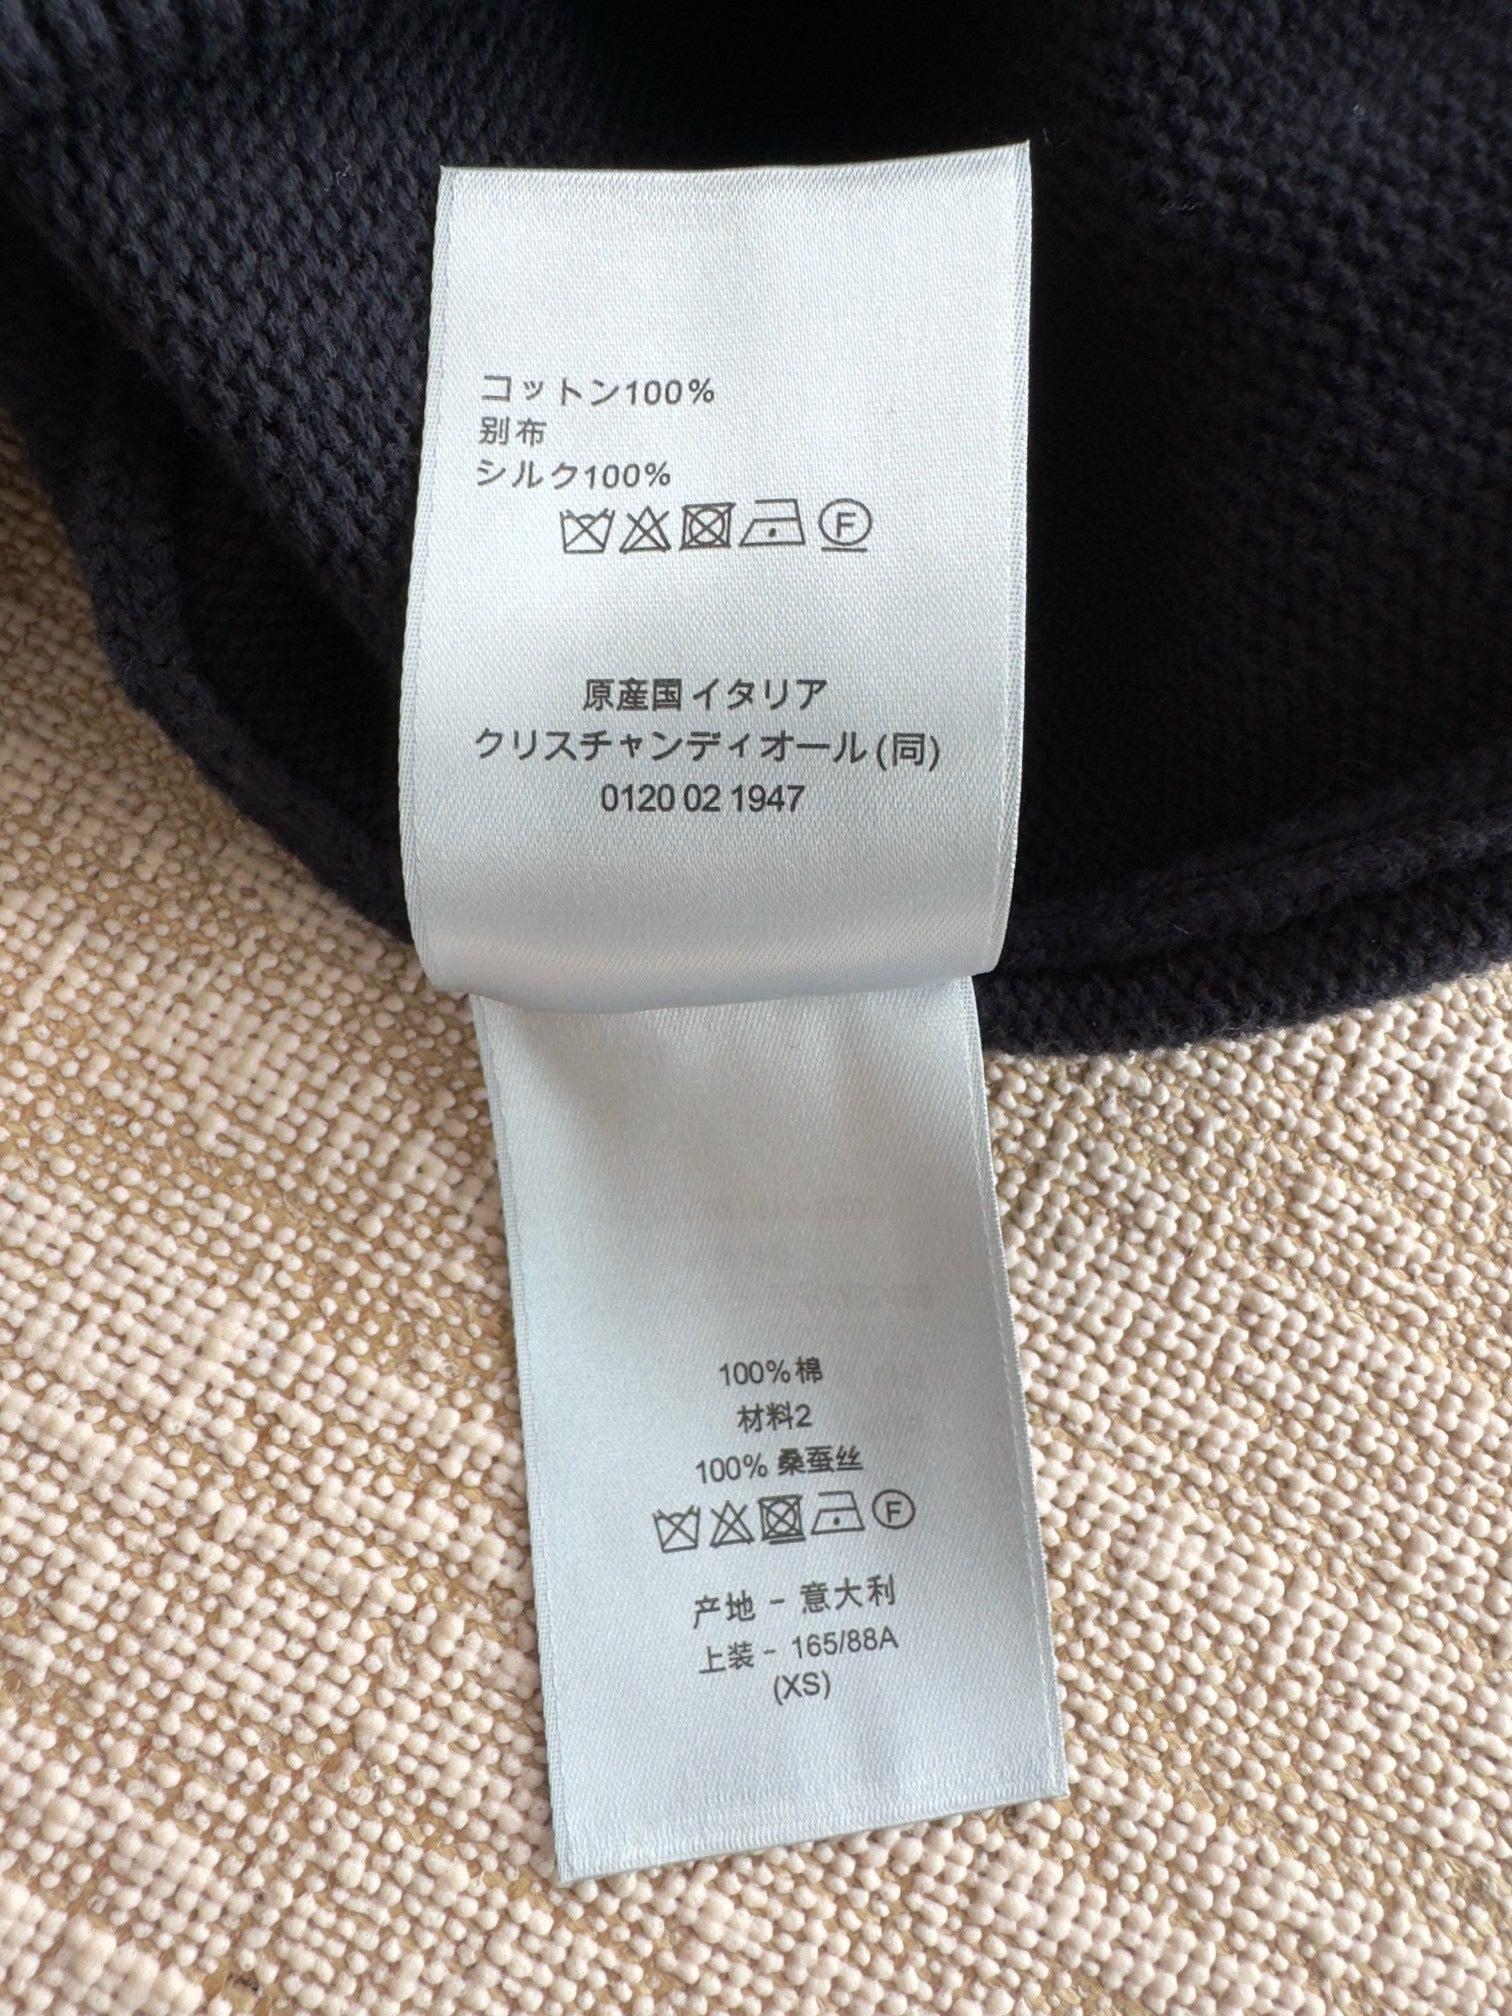 コットン100%
別布
シルク100%
F
原産国 イタリア
クリスチャンディオール(同)
0120 02 1947
100%棉
材料2
100% 桑蚕丝
F
产地 - 意大利
上装 - 165/88A
(XS)